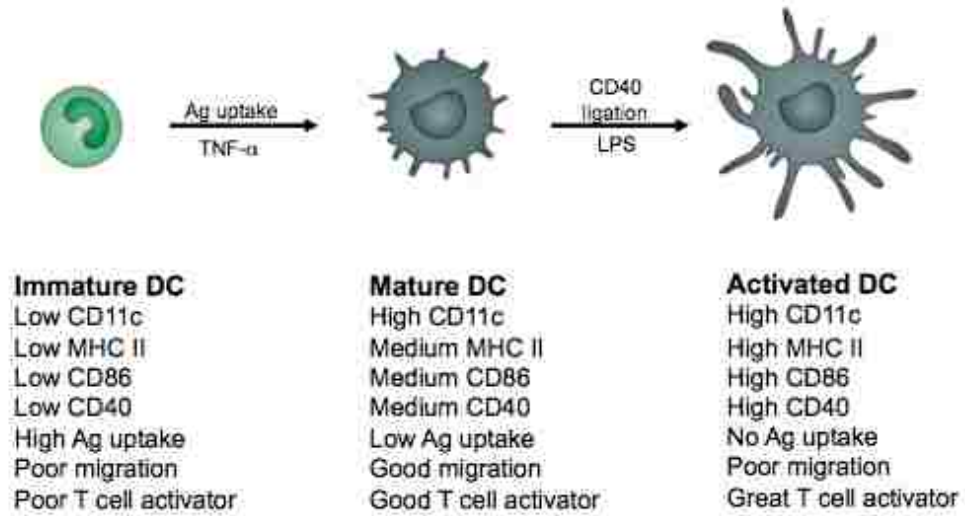 Ag uptake
TNF-α
CD40
ligation
LPS
Immature DC
Low CD11c
Low MHC II
Low CD86
Low CD40
High Ag uptake
Poor migration
Poor T cell activator
Mature DC
High CD11c
Medium MHC II
Medium CD86
Medium CD40
Low Ag uptake
Good migration
Good T cell activator
Activated DC
High CD11c
High MHC II
High CD86
High CD40
No Ag uptake
Poor migration
Great T cell activator